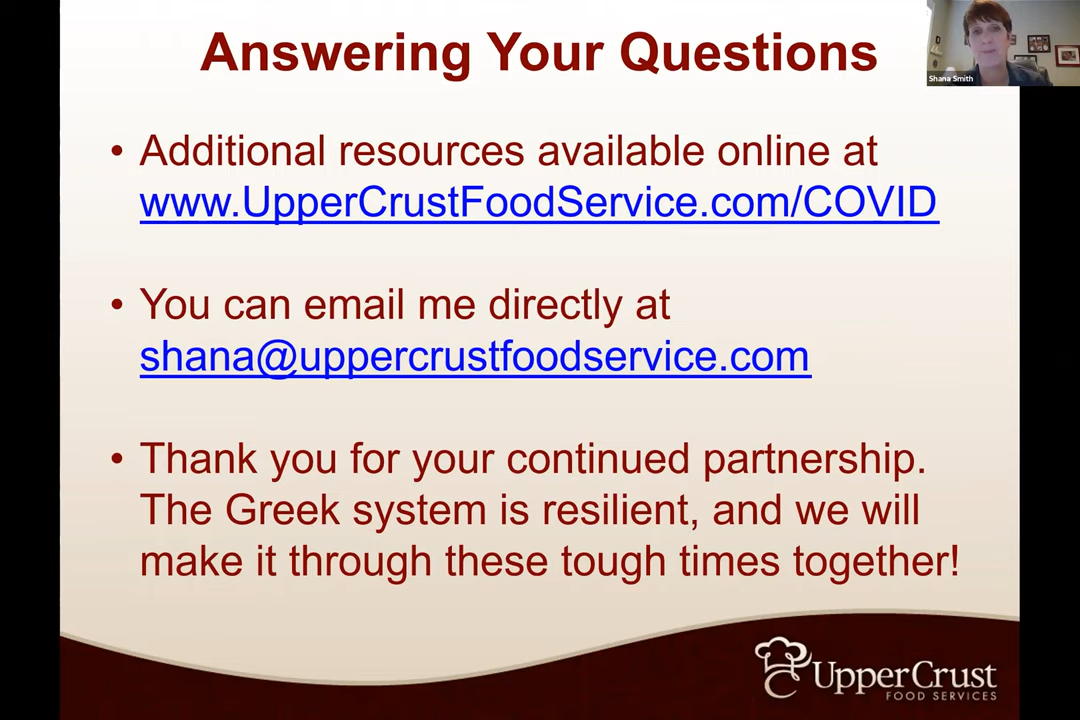 Answering Your Questions
Shana Smith
• Additional resources available online at
www.UpperCrustFoodService.com/COVID
• You can email me directly at
shana@uppercrustfoodservice.com
• Thank you for your continued partnership.
The Greek system is resilient, and we will
make it through these tough times together!
UpperCrust
FOOD SERVICES